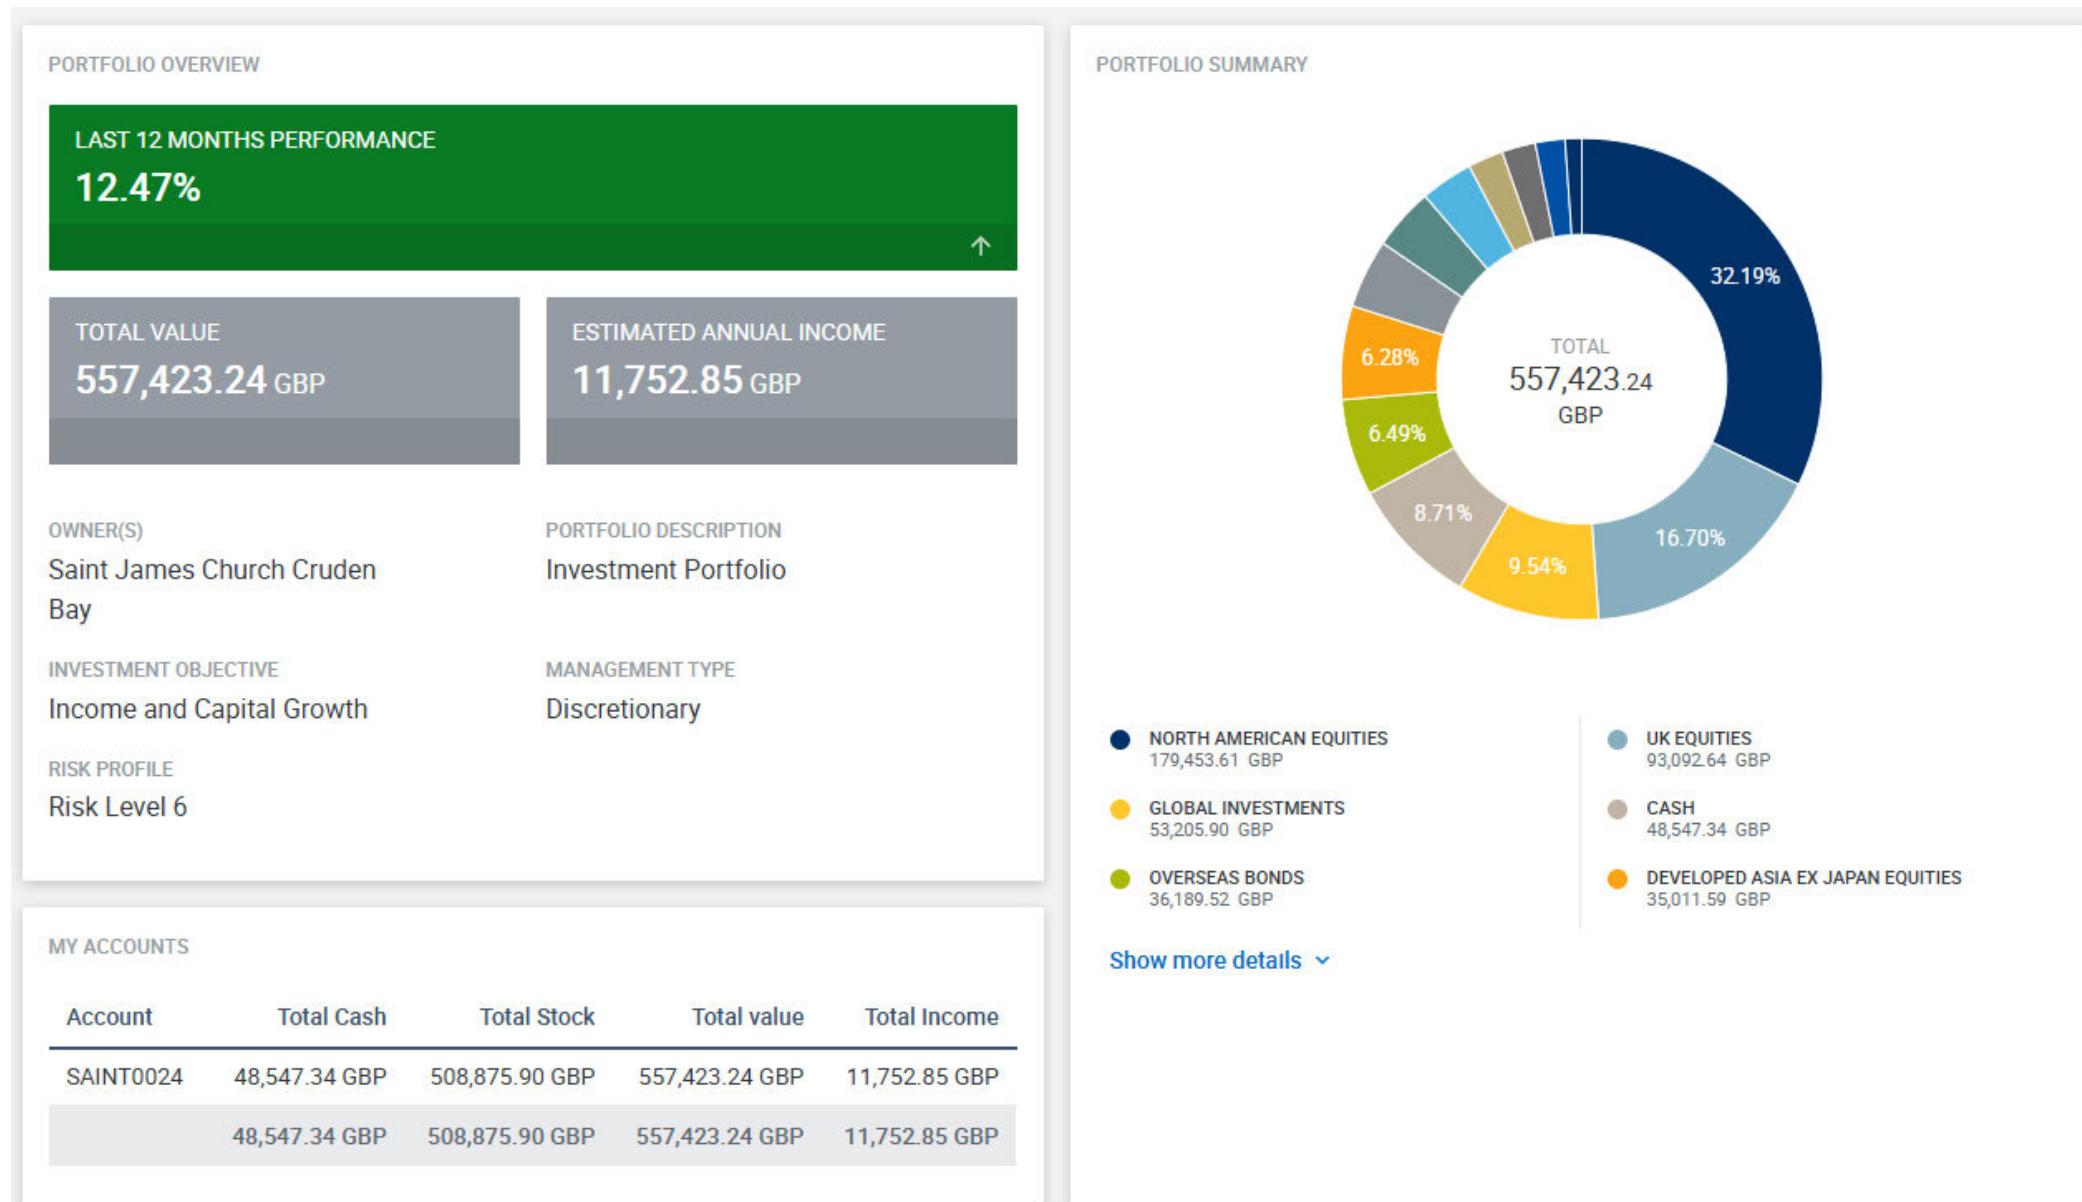 PORTFOLIO OVERVIEW
LAST 12 MONTHS PERFORMANCE
12.47%
TOTAL VALUE
557,423.24 GBP
ESTIMATED ANNUAL INCOME
11,752.85 GBP
OWNER(S)
Saint James Church Cruden
Bay
PORTFOLIO DESCRIPTION
Investment Portfolio
INVESTMENT OBJECTIVE
Income and Capital Growth
MANAGEMENT TYPE
Discretionary
RISK PROFILE
Risk Level 6
MY ACCOUNTS
Account Total Cash Total Stock Total value Total Income
SAINT0024 48,547.34 GBP 508,875.90 GBP 557,423.24 GBP 11,752.85 GBP
48,547.34 GBP 508,875.90 GBP 557,423.24 GBP 11,752.85 GBP
PORTFOLIO SUMMARY
32.19%
16.70%
9.54%
8.71%
6.49%
6.28%
TOTAL
557,423.24
GBP
NORTH AMERICAN EQUITIES
179,453.61 GBP
UK EQUITIES
93,092.64 GBP
GLOBAL INVESTMENTS
53,205.90 GBP
CASH
48,547.34 GBP
OVERSEAS BONDS
36,189.52 GBP
DEVELOPED ASIA EX JAPAN EQUITIES
35,011.59 GBP
Show more details